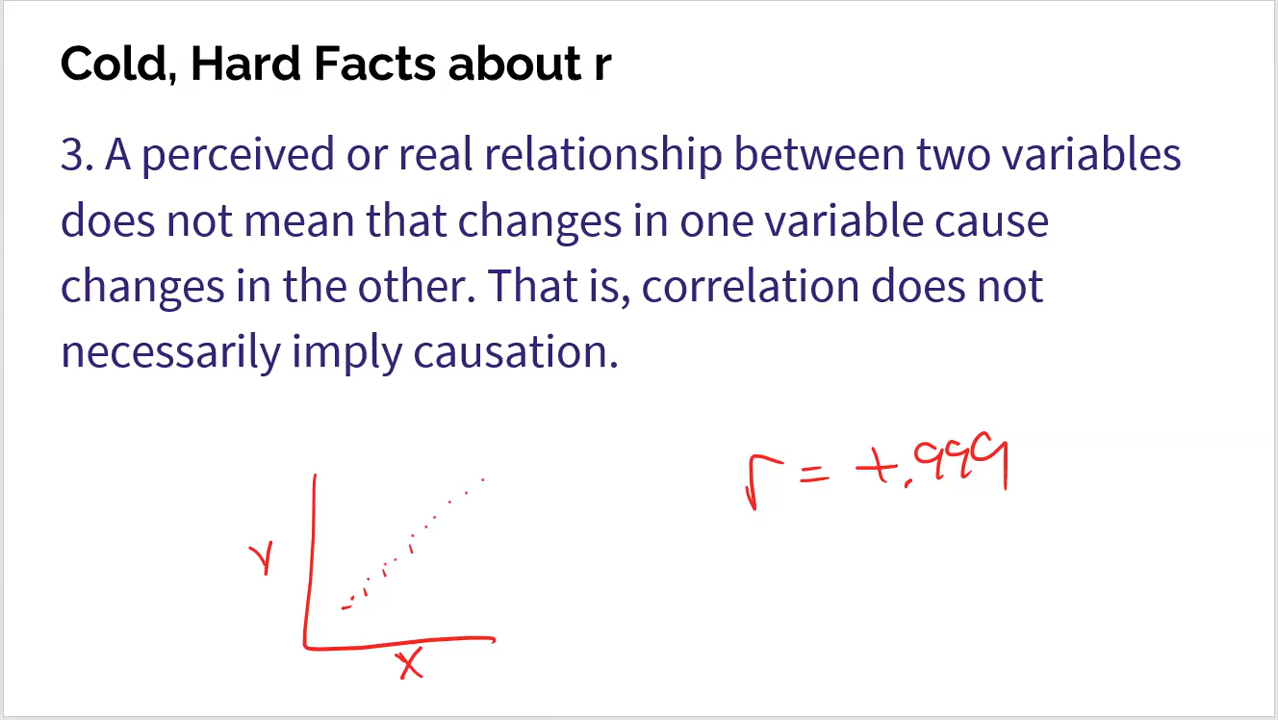 Cold, Hard Facts about r
3. A perceived or real relationship between two variables
does not mean that changes in one variable cause
changes in the other. That is, correlation does not
necessarily imply causation.
r = +.999
Y
X